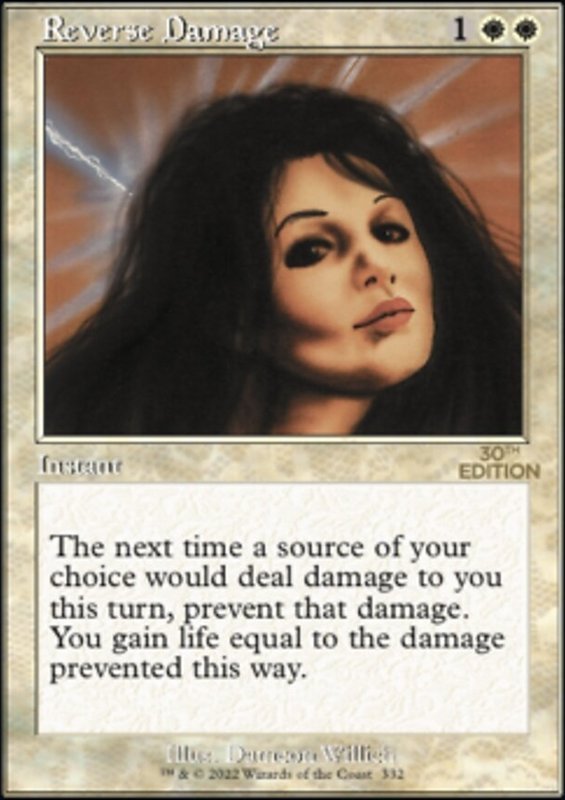 Reverse Damage 1
Instant
30TH
EDITION
The next time a source of your
choice would deal damage to you
this turn, prevent that damage.
You gain life equal to the damage
prevented this way.
Illus. Dameon Willich
™ & © 2022 Wizards of the Coast 332